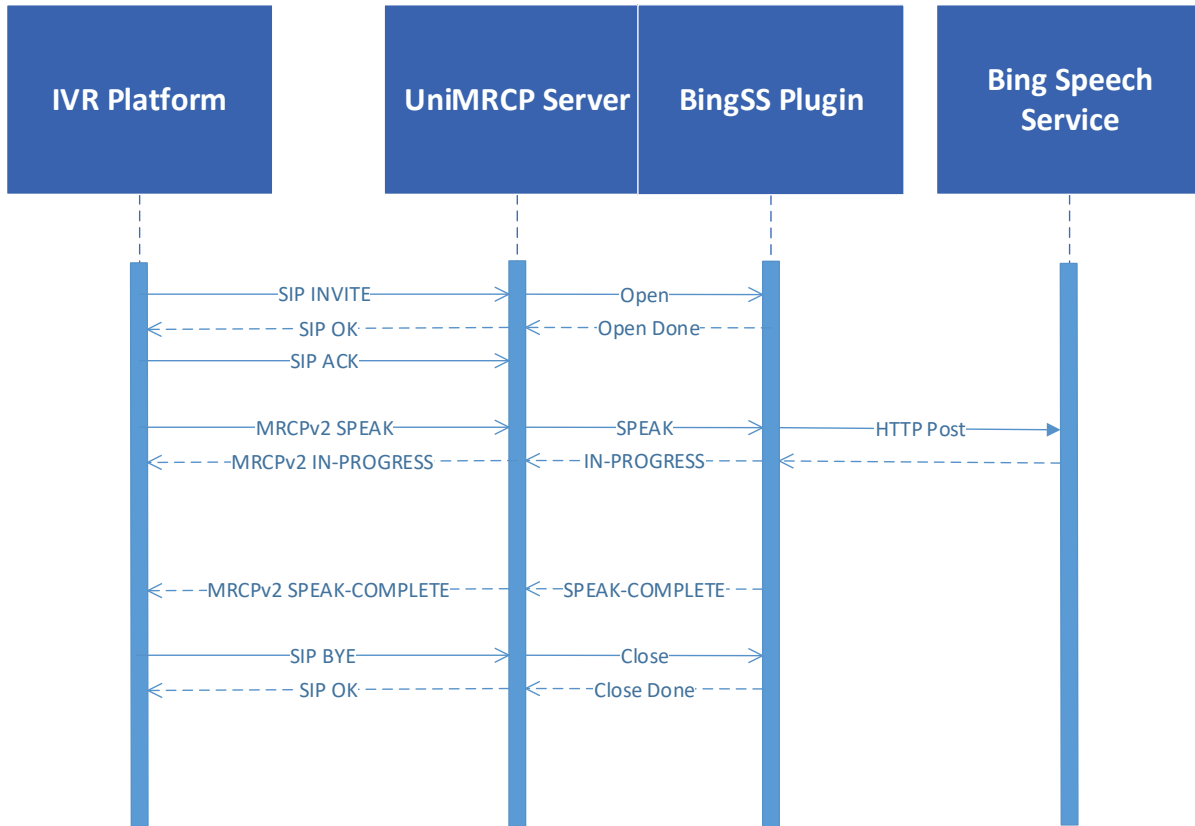 IVR Platform
UniMRCP Server
BingSS Plugin
Bing Speech
Service
SIP INVITE
Open
SIP OK
Open Done
SIP ACK
MRCPv2 SPEAK
SPEAK
HTTP Post
MRCPv2 IN-PROGRESS
IN-PROGRESS
MRCPv2 SPEAK-COMPLETE
SPEAK-COMPLETE
SIP BYE
Close
SIP OK
Close Done